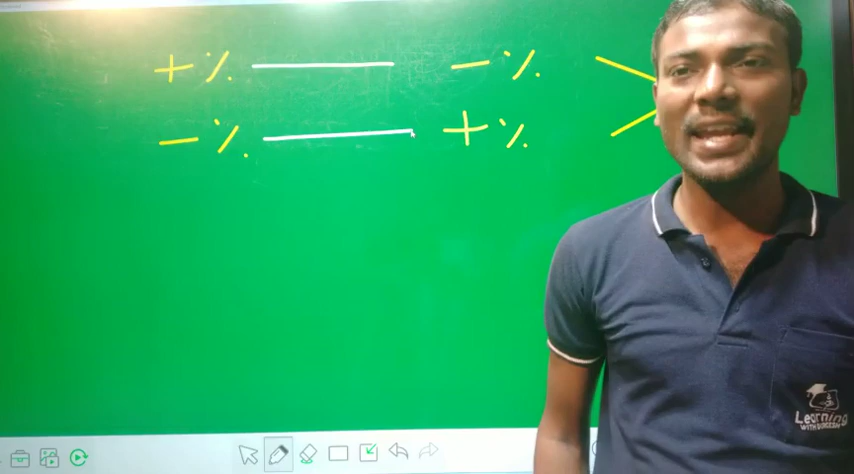 + % — - %
- % — + %
Learning